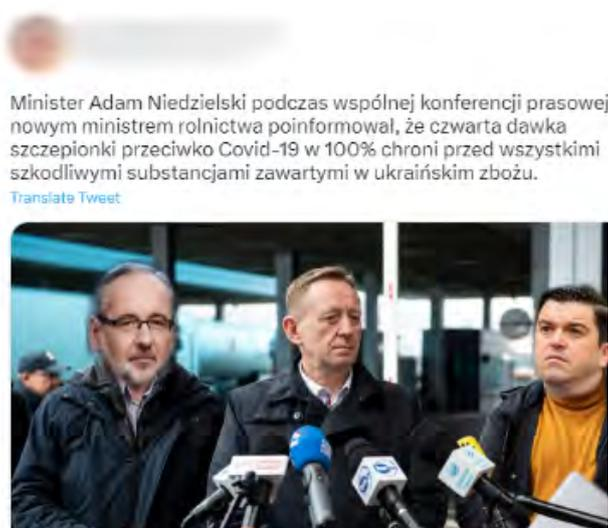 Minister Adam Niedzielski podczas wspólnej konferencji prasowej
nowym ministrem rolnictwa poinformował, że czwarta dawka
szczepionki przeciwko Covid-19 w 100% chroni przed wszystkimi
szkodliwymi substancjami zawartymi w ukraińskim zbożu.
Translate Tweet